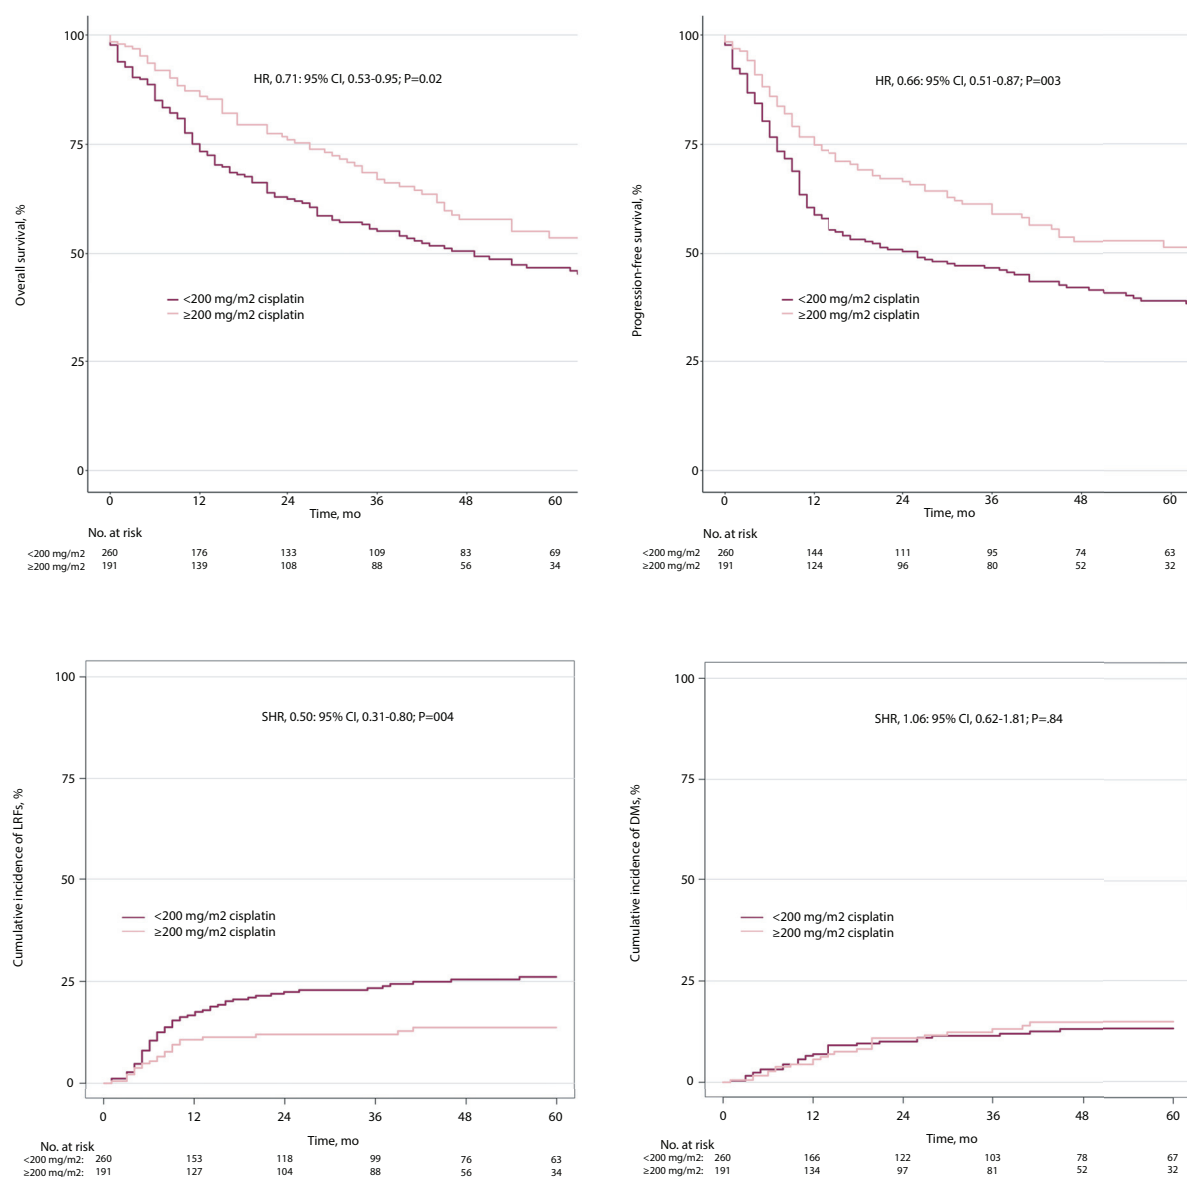 100
75
50
25
0
Overall survival, %
HR, 0.71: 95% CI, 0.53-0.95; P=0.02
<200 mg/m2 cisplatin
≥200 mg/m2 cisplatin
0 12 24 36 48 60
Time, mo
No. at risk
<200 mg/m2 260 176 133 109 83 69
≥200 mg/m2 191 139 108 88 56 34
100
75
50
25
0
Progression-free survival, %
HR, 0.66: 95% CI, 0.51-0.87; P=003
<200 mg/m2 cisplatin
≥200 mg/m2 cisplatin
0 12 24 36 48 60
Time, mo
No. at risk
<200 mg/m2 260 144 111 95 74 63
≥200 mg/m2 191 124 96 80 52 32
100
75
50
25
0
Cumulative incidence of LRFs, %
SHR, 0.50: 95% CI, 0.31-0.80; P=004
<200 mg/m2 cisplatin
≥200 mg/m2 cisplatin
0 12 24 36 48 60
Time, mo
No. at risk
<200 mg/m2: 260 153 118 99 76 63
≥200 mg/m2: 191 127 104 88 56 34
100
75
50
25
0
Cumulative incidence of DMs, %
SHR, 1.06: 95% CI, 0.62-1.81; P=.84
<200 mg/m2 cisplatin
≥200 mg/m2 cisplatin
0 12 24 36 48 60
Time, mo
No. at risk
<200 mg/m2: 260 166 122 103 78 67
≥200 mg/m2: 191 134 97 81 52 32